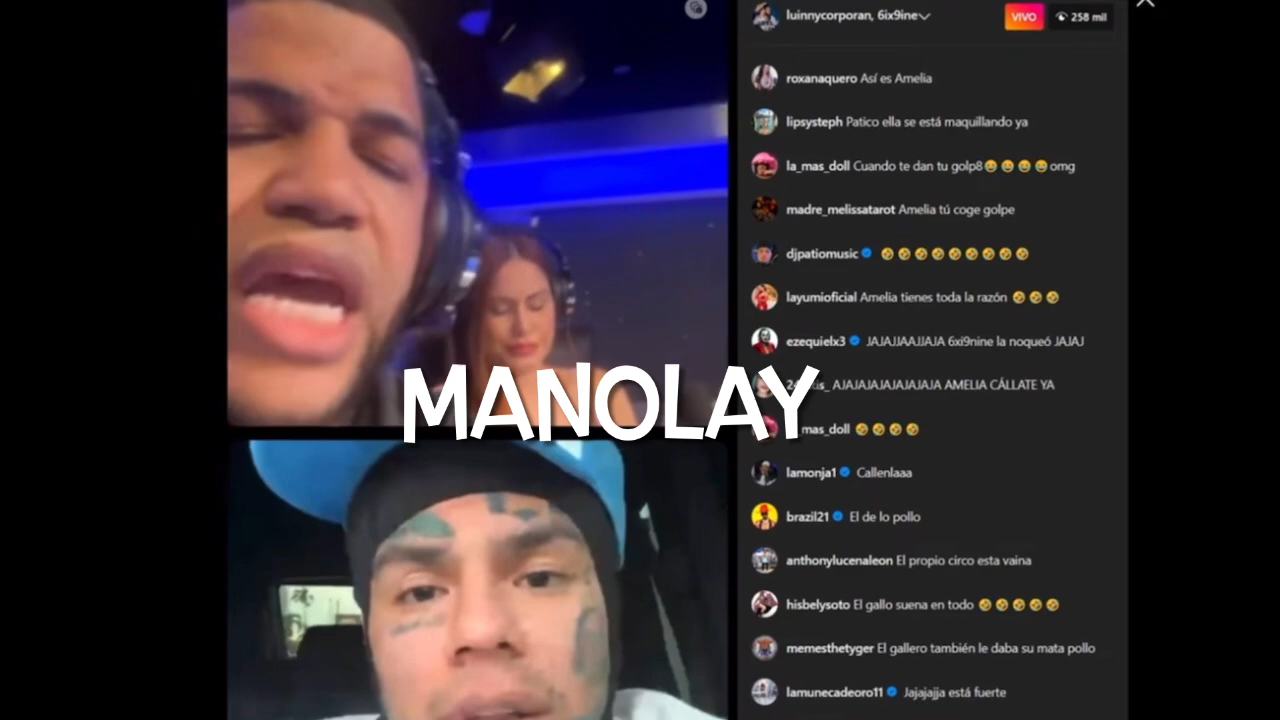 luinnycorporan, 6ix9ine
VIVO
258 mil
roxanaquero Así es Amelia
lipsysteph Patico ella se está maquillando ya
la_mas_doll Cuando te dan tu golp8😂😂😂😂omg
madre_melissatarot Amelia tú coge golpe
djpatiomusic 🤣🤣🤣🤣🤣🤣🤣🤣🤣
layumioficial Amelia tienes toda la razón 🤣🤣🤣
ezequielx3 JAJAJJAAJJAJA 6xi9nine la noqueó JAJAJ
AJAJAJAJAJAJAJAJA AMELIA CÁLLATE YA
MANOLAY
mas_doll 🤣🤣🤣🤣
lamonja1 Callenlaaa
brazil21 El de lo pollo
anthonylucenaleon El propio circo esta vaina
hisbelysoto El gallo suena en todo 🤣🤣🤣🤣🤣
memesthetyger El gallero también le daba su mata pollo
lamunecadeoro11 Jajajajja está fuerte